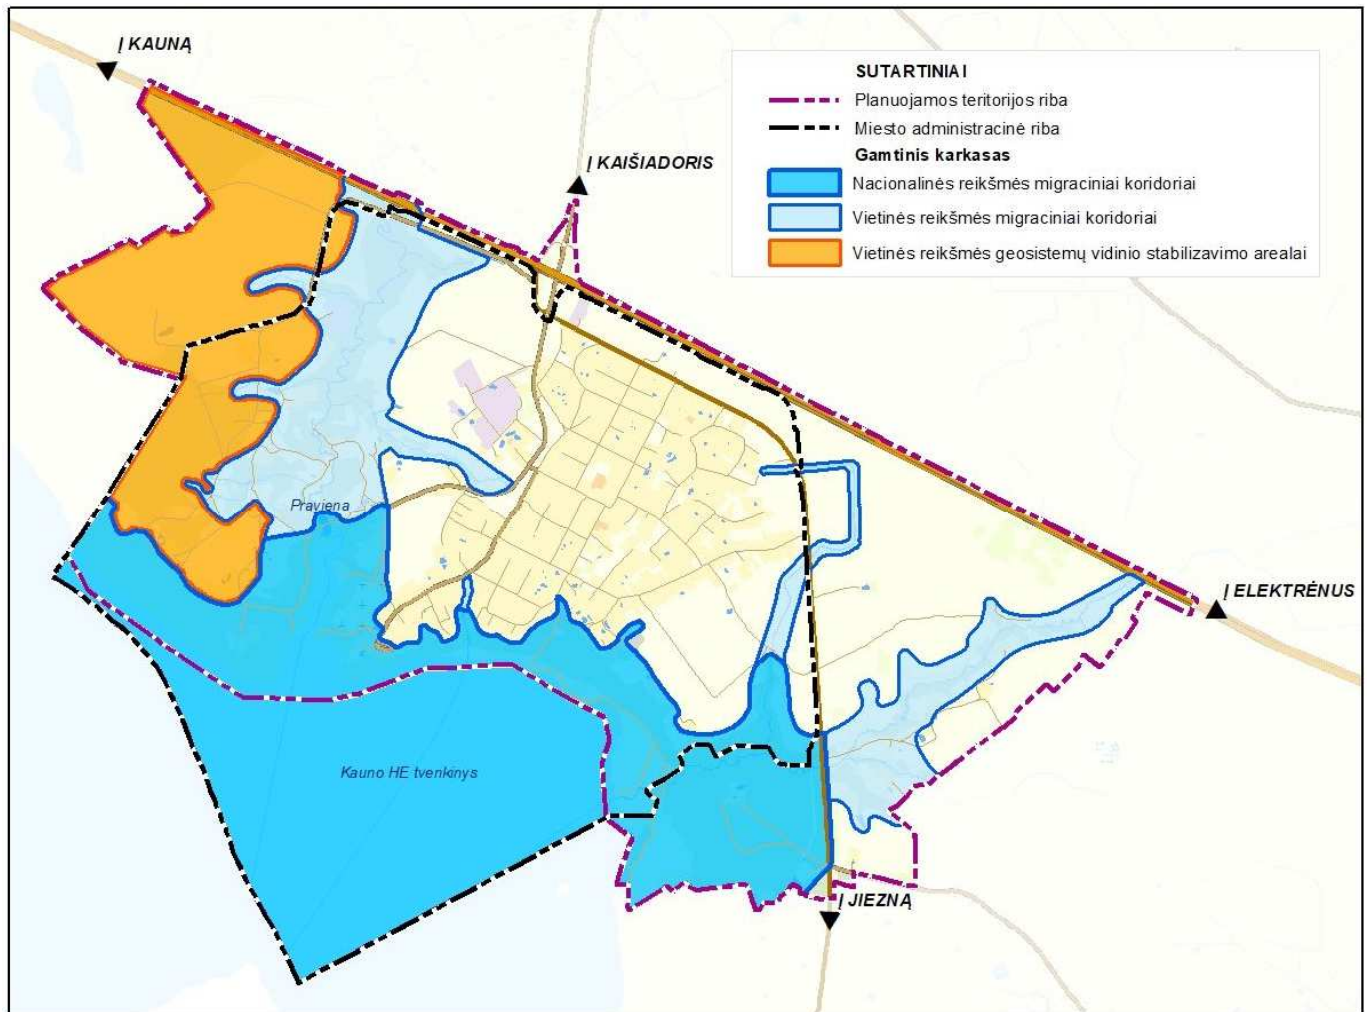 Į KAUNĄ
SUTARTINIAI
Planuojamos teritorijos riba
Miesto administracinė riba
Gamtinis karkasas
Nacionalinės reikšmės migraciniai koridoriai
Vietinės reikšmės migraciniai koridoriai
Vietinės reikšmės geosistemų vidinio stabilizavimo arealai
Į KAIŠIADORIS
Praviena
Į ELEKTRĖNUS
Kauno HE tvenkinys
Į JIEZNĄ